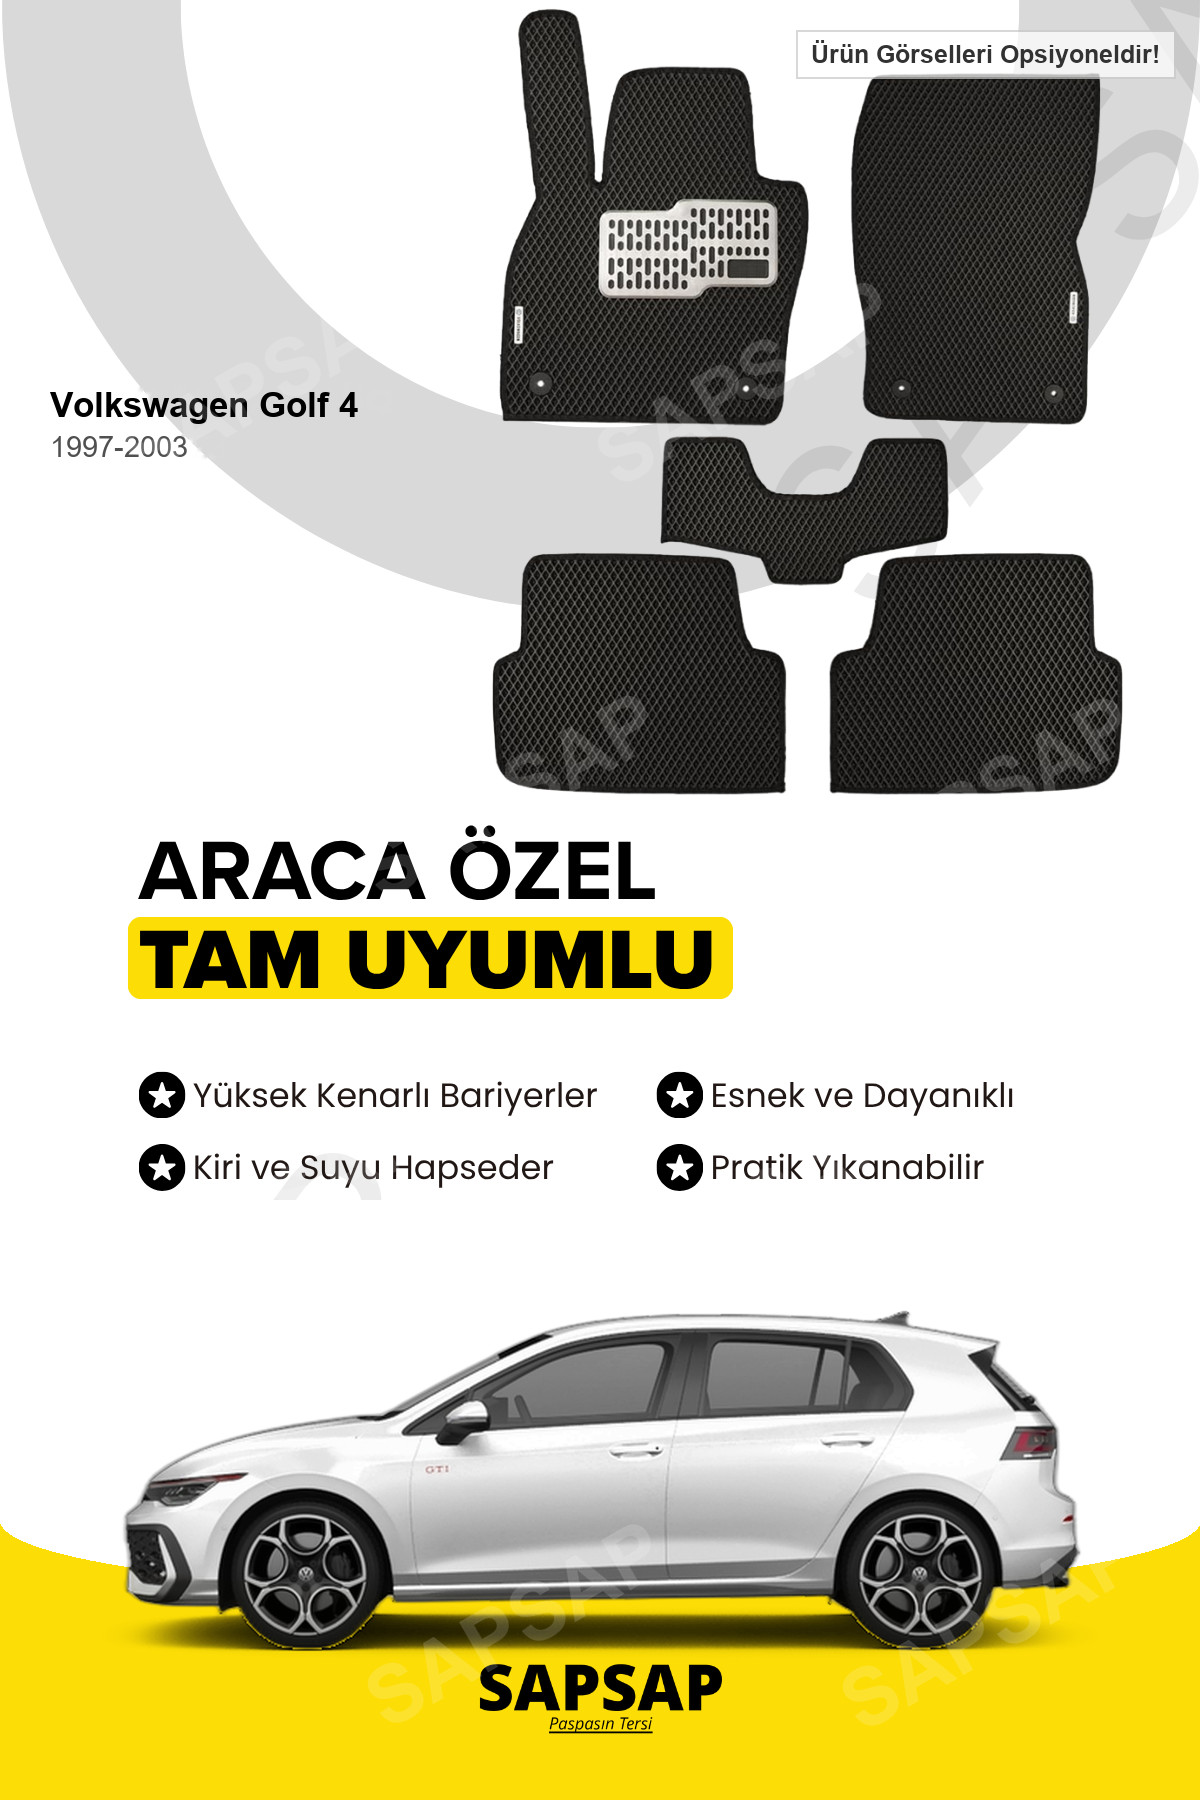 Ürün Görselleri Opsiyoneldir!
Volkswagen Golf 4
1997-2003
ARACA ÖZEL
TAM UYUMLU
Yüksek Kenarlı Bariyerler
Esnek ve Dayanıklı
Kiri ve Suyu Hapseder
Pratik Yıkanabilir
GTI
SAPSAP
Paspasın Tersi